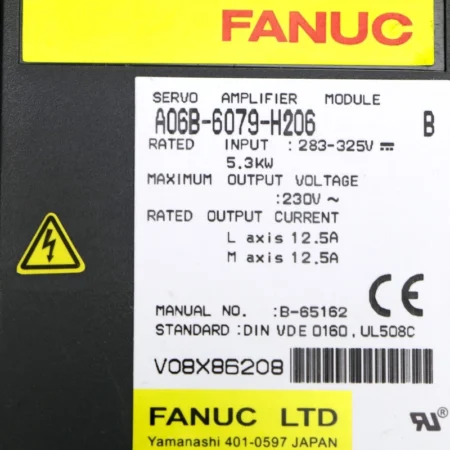 FANUC
SERVO AMPLIFIER MODULE
A06B-6079-H206 B
RATED INPUT :283-325V ⎓
5.3KW
MAXIMUM OUTPUT VOLTAGE
:230V ~
RATED OUTPUT CURRENT
L axis 12.5A
M axis 12.5A
CE
MANUAL NO. :B-65162
STANDARD :DIN VDE 0160, UL508C
V08X86208
FANUC LTD
Yamanashi 401-0597 JAPAN